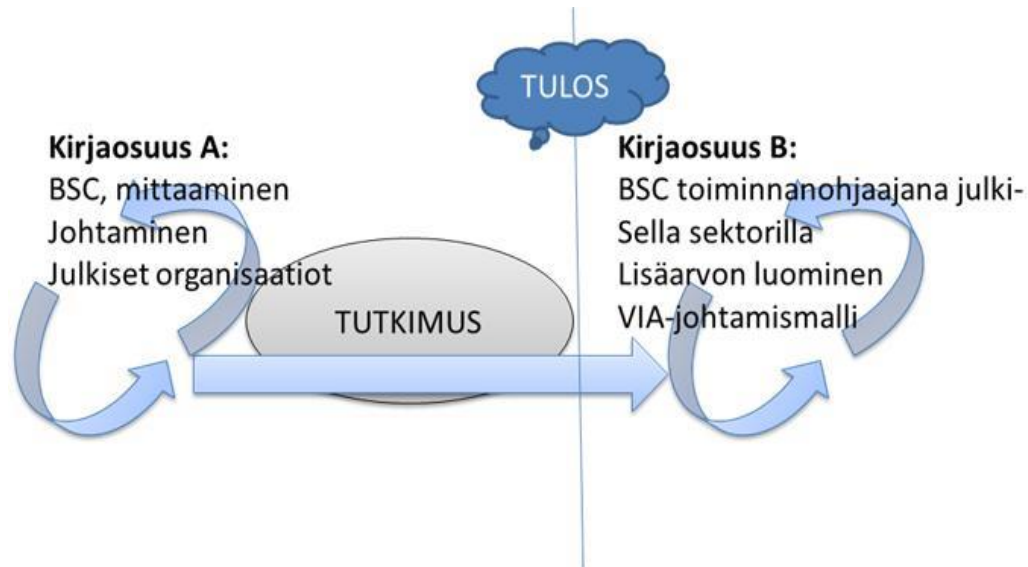 TULOS
Kirjaosuus A:
BSC, mittaaminen
Johtaminen
Julkiset organisaatiot
TUTKIMUS
Kirjaosuus B:
BSC toiminnanohjaajana julki-
Sella sektorilla
Lisäarvon luominen
VIA-johtamismalli